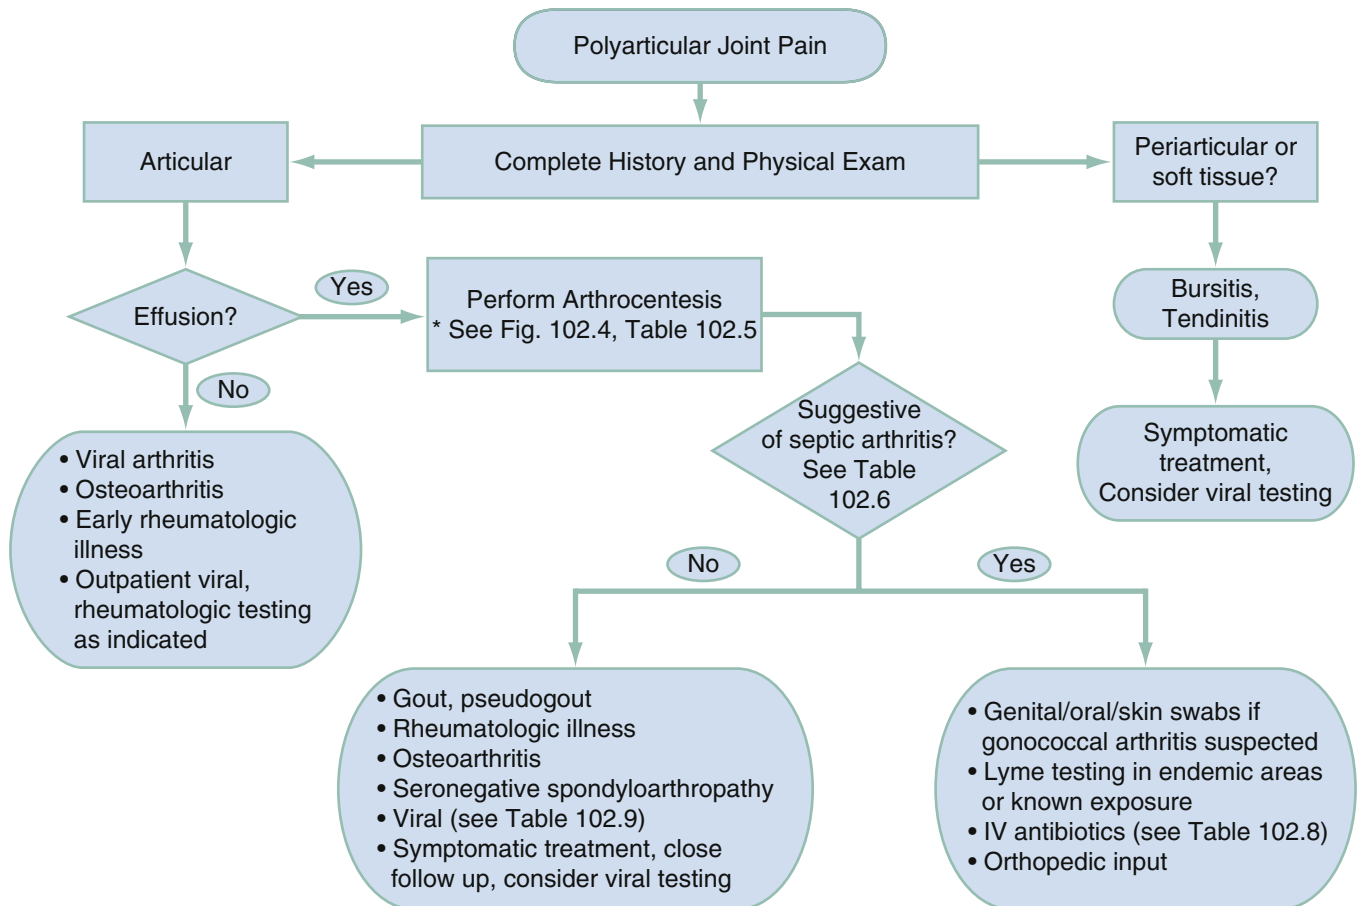 Polyarticular Joint Pain
Articular
Complete History and Physical Exam
Periarticular or
soft tissue?
Effusion?
Yes
Perform Arthrocentesis
* See Fig. 102.4, Table 102.5
Bursitis,
Tendinitis
No
Suggestive
of septic arthritis?
See Table
102.6
Symptomatic
treatment,
Consider viral testing
• Viral arthritis
• Osteoarthritis
• Early rheumatologic
illness
• Outpatient viral,
rheumatologic testing
as indicated
No
Yes
• Gout, pseudogout
• Rheumatologic illness
• Osteoarthritis
• Seronegative spondyloarthropathy
• Viral (see Table 102.9)
• Symptomatic treatment, close
follow up, consider viral testing
• Genital/oral/skin swabs if
gonococcal arthritis suspected
• Lyme testing in endemic areas
or known exposure
• IV antibiotics (see Table 102.8)
• Orthopedic input